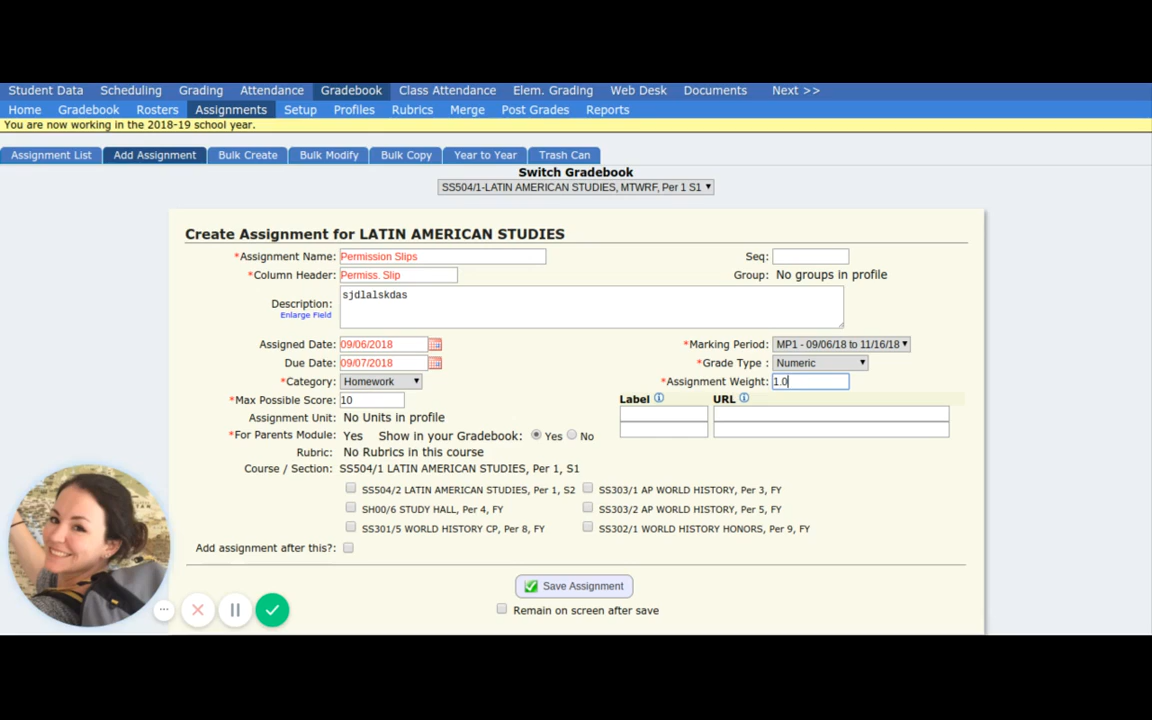 Student Data Scheduling Grading Attendance Gradebook Class Attendance Elem. Grading Web Desk Documents Next >>
Home Gradebook Rosters Assignments Setup Profiles Rubrics Merge Post Grades Reports
You are now working in the 2018-19 school year.
Assignment List Add Assignment Bulk Create Bulk Modify Bulk Copy Year to Year Trash Can
Switch Gradebook
SS504/1-LATIN AMERICAN STUDIES, MTWRF, Per 1 S1
Create Assignment for LATIN AMERICAN STUDIES
*Assignment Name: Permission Slips Seq:
*Column Header: Permiss. Slip Group: No groups in profile
Description: sjdlalskdas
Enlarge Field
Assigned Date: 09/06/2018 *Marking Period: MP1 - 09/06/18 to 11/16/18
Due Date: 09/07/2018 *Grade Type : Numeric
*Category: Homework *Assignment Weight: 1.0
*Max Possible Score: 10 Label URL
Assignment Unit: No Units in profile
*For Parents Module: Yes Show in your Gradebook: Yes No
Rubric: No Rubrics in this course
Course / Section: SS504/1 LATIN AMERICAN STUDIES, Per 1, S1
SS504/2 LATIN AMERICAN STUDIES, Per 1, S2 SS303/1 AP WORLD HISTORY, Per 3, FY
SH00/6 STUDY HALL, Per 4, FY SS303/2 AP WORLD HISTORY, Per 5, FY
SS301/5 WORLD HISTORY CP, Per 8, FY SS302/1 WORLD HISTORY HONORS, Per 9, FY
Add assignment after this?:
Save Assignment
Remain on screen after save